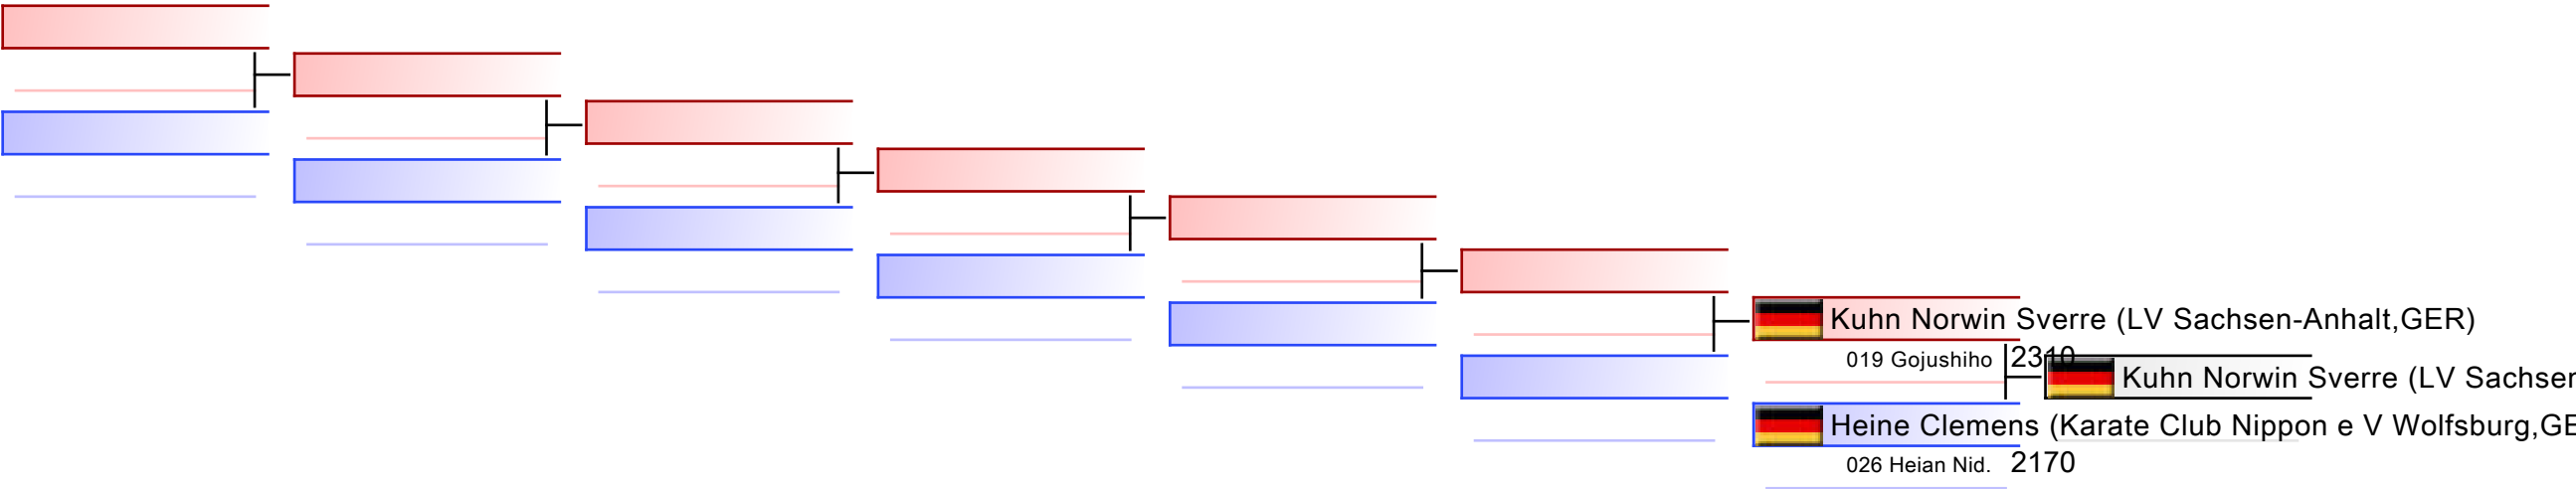 Kuhn Norwin Sverre (LV Sachsen-Anhalt,GER)
019 Gojushiho 2310
Kuhn Norwin Sverre (LV Sachsen
Heine Clemens (Karate Club Nippon e V Wolfsburg,GE
026 Heian Nid. 2170